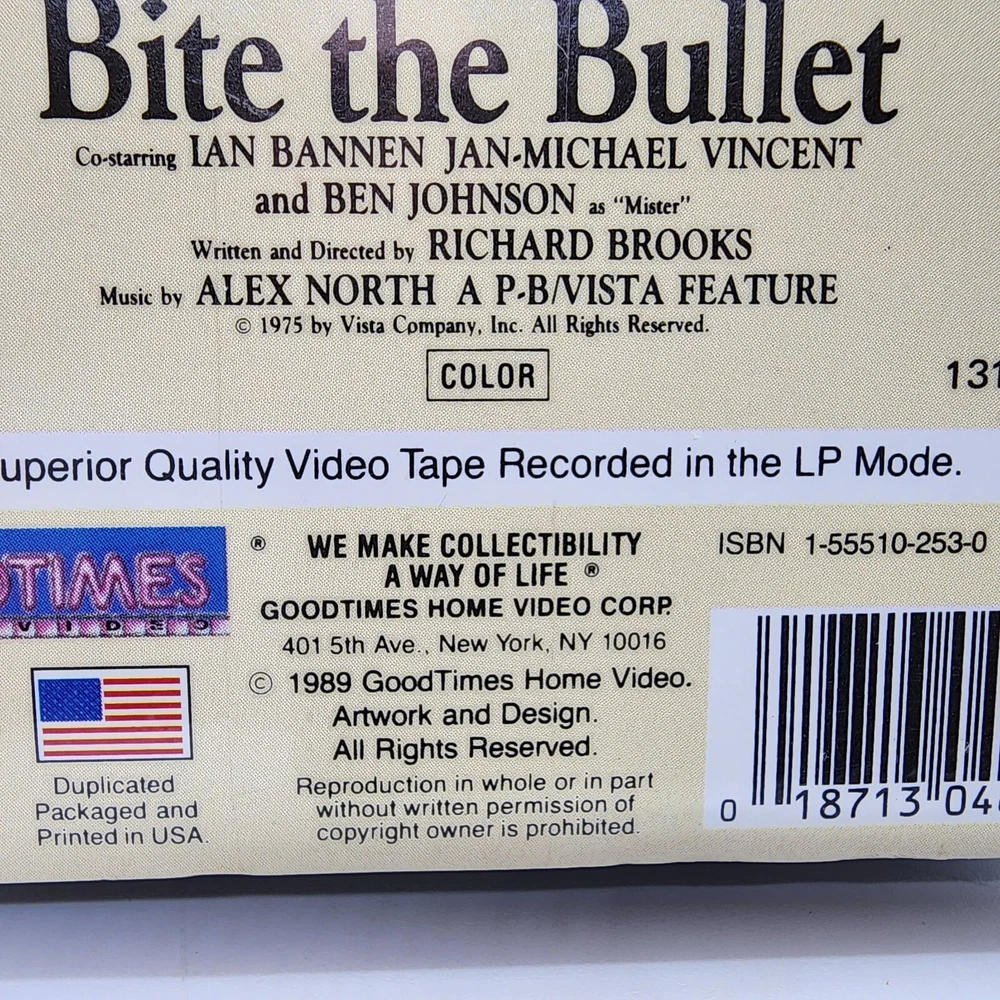 Bite the Bullet
Co-starring IAN BANNEN JAN-MICHAEL VINCENT
and BEN JOHNSON as "Mister"
Written and Directed by RICHARD BROOKS
Music by ALEX NORTH A P-B/VISTA FEATURE
© 1975 by Vista Company, Inc. All Rights Reserved.
COLOR
131
uperior Quality Video Tape Recorded in the LP Mode.
OTIMES
VIDEO
®
WE MAKE COLLECTIBILITY
A WAY OF LIFE ®
GOODTIMES HOME VIDEO CORP.
401 5th Ave., New York, NY 10016
© 1989 GoodTimes Home Video.
Artwork and Design.
All Rights Reserved.
Reproduction in whole or in part
without written permission of
copyright owner is prohibited.
Duplicated
Packaged and
Printed in USA.
ISBN 1-55510-253-0
0 18713 04